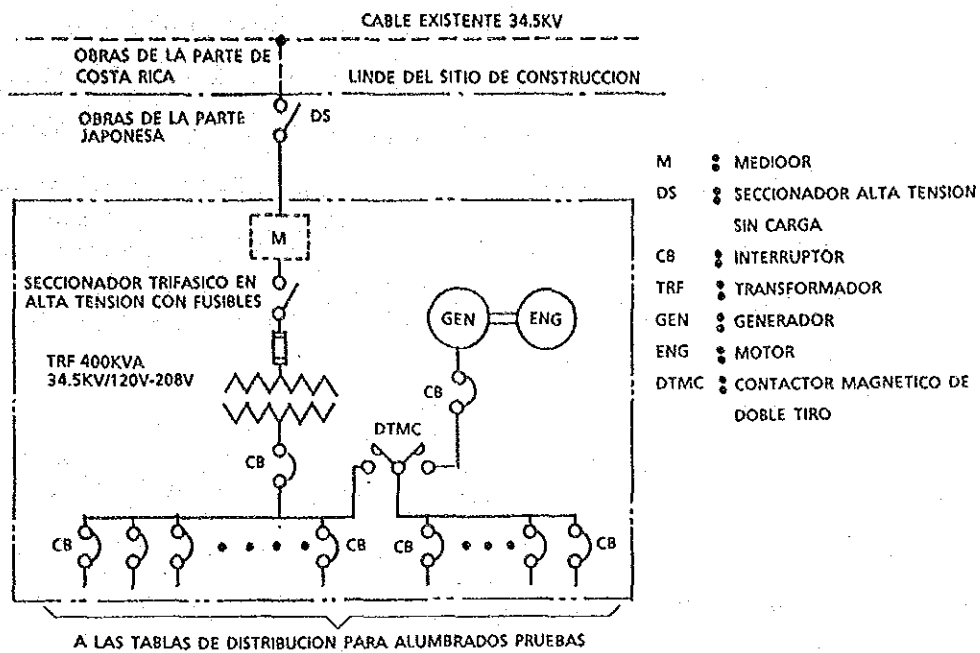 CABLE EXISTENTE 34.5KV
OBRAS DE LA PARTE DE
COSTA RICA
LINDE DEL SITIO DE CONSTRUCCION
OBRAS DE LA PARTE
JAPONESA
DS
M
SECCIONADOR TRIFASICO EN
ALTA TENSION CON FUSIBLES
TRF 400KVA
34.5KV/120V-208V
GEN
ENG
CB
DTMC
CB
CB
CB
CB
CB
A LAS TABLAS DE DISTRIBUCION PARA ALUMBRADOS PRUEBAS
M : MEDIOOR
DS : SECCIONADOR ALTA TENSION
SIN CARGA
CB : INTERRUPTOR
TRF : TRANSFORMADOR
GEN : GENERADOR
ENG : MOTOR
DTMC : CONTACTOR MAGNETICO DE
DOBLE TIRO